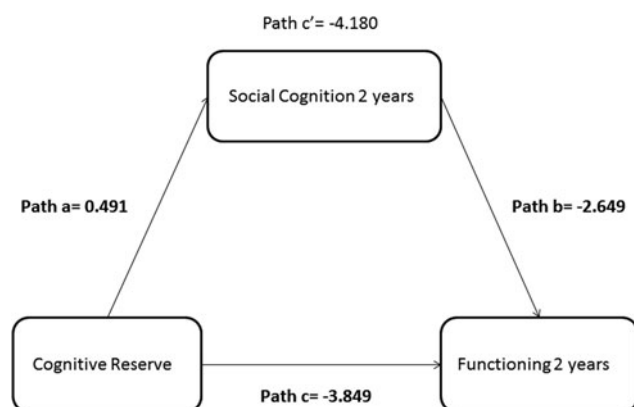 Path c'= -4.180
Social Cognition 2 years
Path a= 0.491
Path b= -2.649
Cognitive Reserve
Functioning 2 years
Path c= -3.849